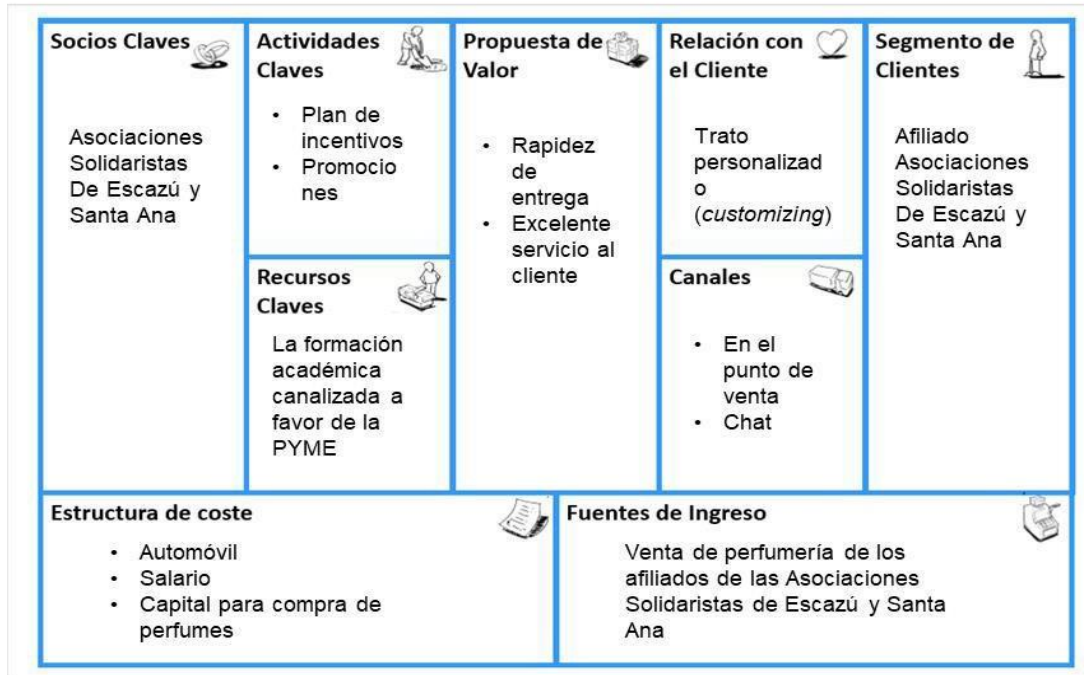 Socios Claves
Asociaciones
Solidaristas
De Escazú y
Santa Ana
Actividades
Claves
• Plan de
incentivos
• Promocio
nes
Recursos
Claves
La formación
académica
canalizada a
favor de la
PYME
Propuesta de
Valor
• Rapidez
de
entrega
• Excelente
servicio al
cliente
Relación con
el Cliente
Trato
personalizad
o
(customizing)
Canales
• En el
punto de
venta
• Chat
Segmento de
Clientes
Afiliado
Asociaciones
Solidaristas
De Escazú y
Santa Ana
Estructura de coste
• Automóvil
• Salario
• Capital para compra de
perfumes
Fuentes de Ingreso
Venta de perfumería de los
afiliados de las Asociaciones
Solidaristas de Escazú y Santa
Ana